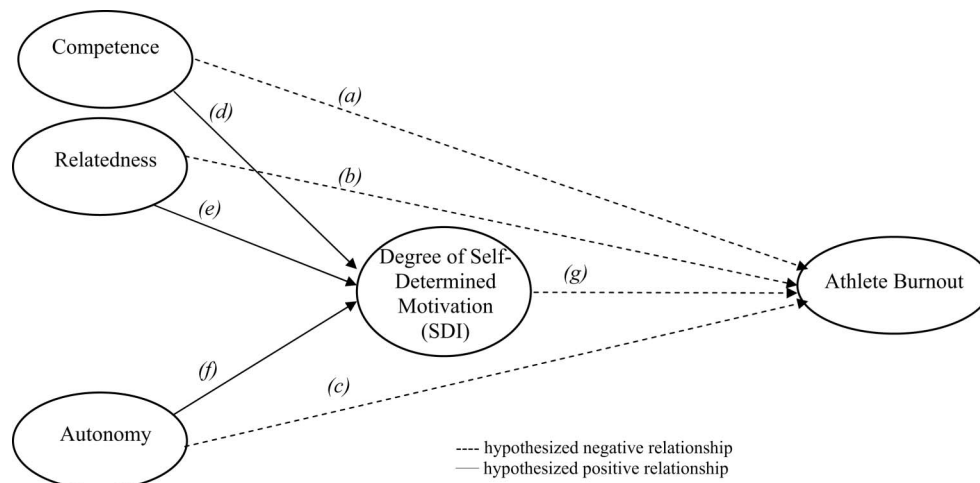 Competence
(a)
(d)
Relatedness
(b)
(e)
Degree of Self-
Determined
Motivation
(SDI)
(g)
Athlete Burnout
(f)
(c)
Autonomy
hypothesized negative relationship
hypothesized positive relationship